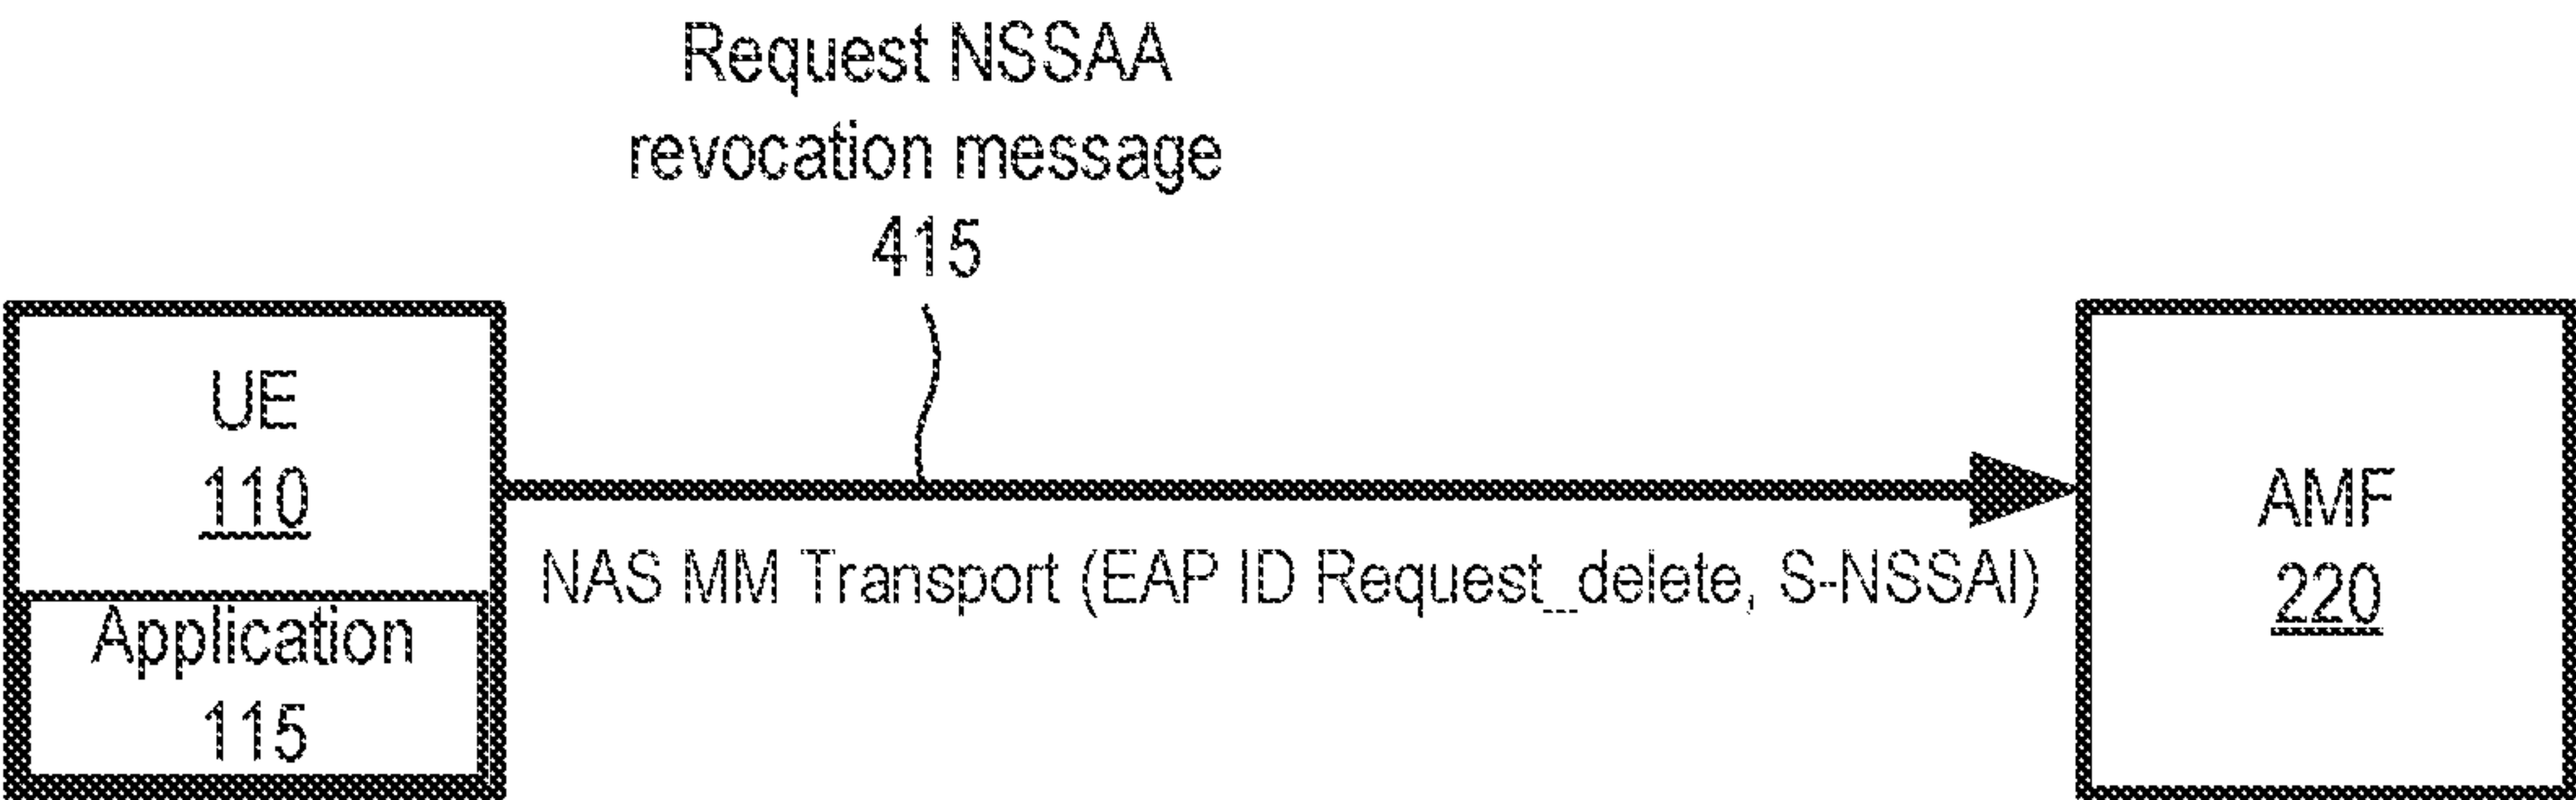 Request NSSAA
revocation message
415
UE
110
Application
115
NAS MM Transport (EAP ID Request_delete, S-NSSAI)
AMF
220